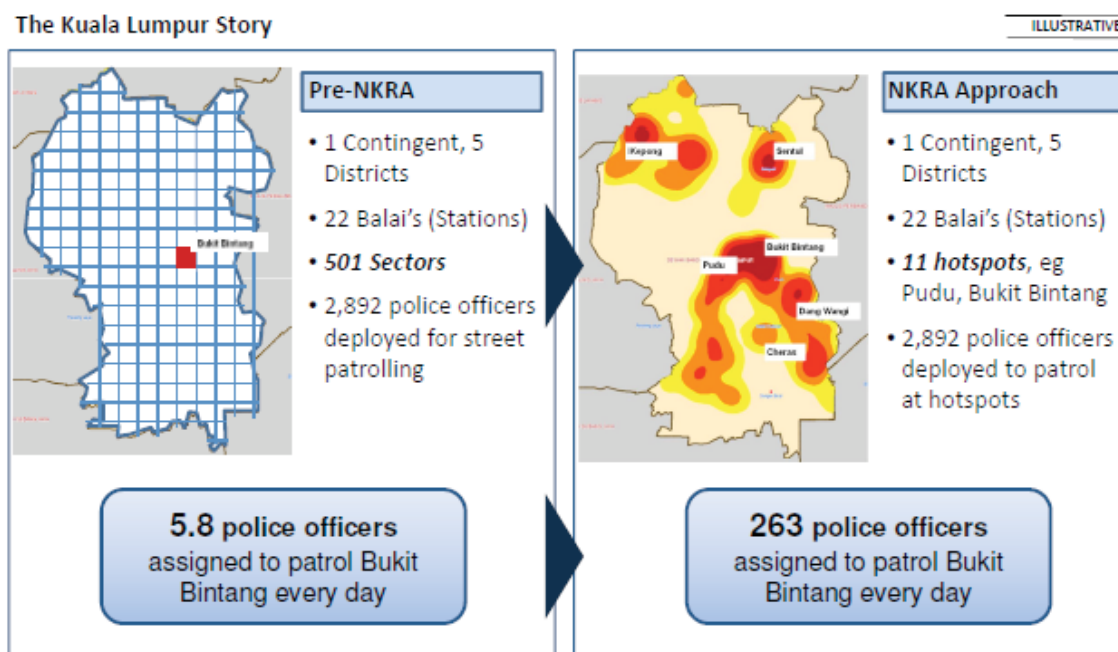 The Kuala Lumpur Story
ILLUSTRATIVE
Pre-NKRA
• 1 Contingent, 5
Districts
• 22 Balai's (Stations)
• 501 Sectors
• 2,892 police officers
deployed for street
patrolling
Bukit Bintang
5.8 police officers
assigned to patrol Bukit
Bintang every day
NKRA Approach
• 1 Contingent, 5
Districts
• 22 Balai's (Stations)
• 11 hotspots, eg
Pudu, Bukit Bintang
• 2,892 police officers
deployed to patrol
at hotspots
Kepong
Sentul
Bukit Bintang
Pudu
Dang Wangi
Cheras
263 police officers
assigned to patrol Bukit
Bintang every day